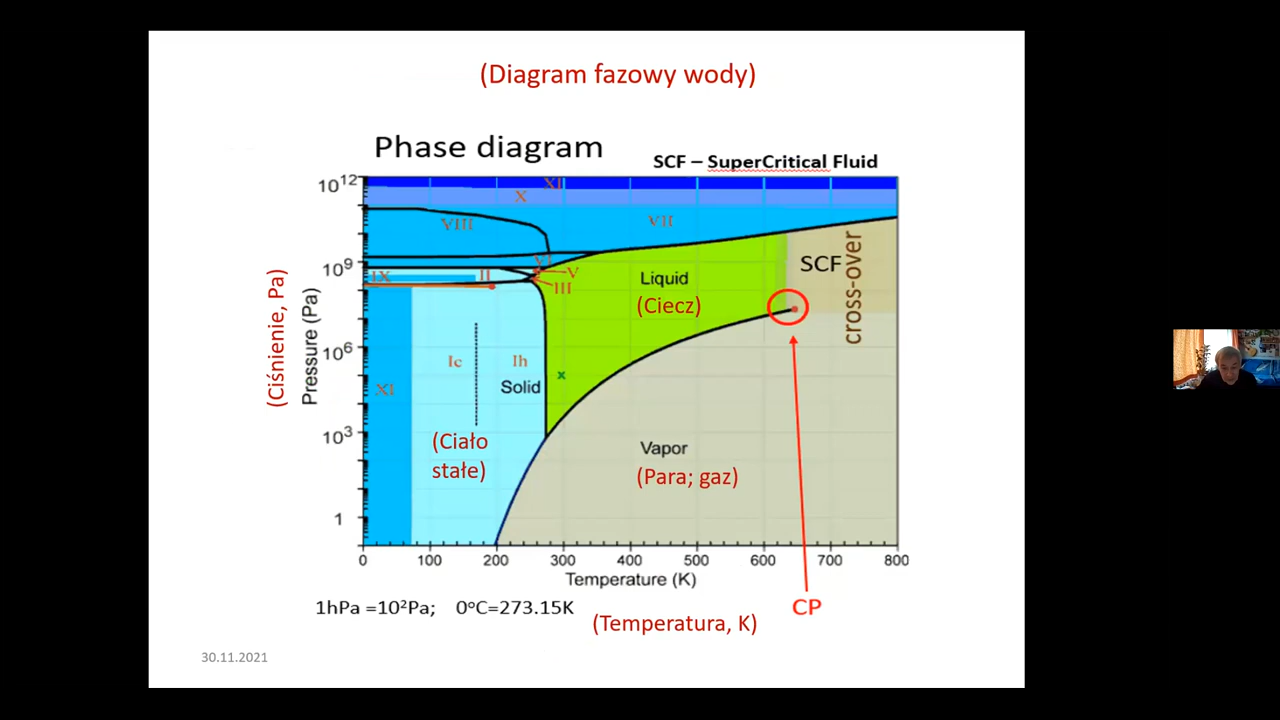 (Diagram fazowy wody)
Phase diagram
SCF – SuperCritical Fluid
10¹²
XI
X
VIII
VII
VI
10⁹
IX
II
V
III
Liquid
(Ciecz)
SCF
cross-over
(Ciśnienie, Pa)
Pressure (Pa)
10⁶
Ic
Ih
x
Solid
XI
10³
(Ciało
stałe)
Vapor
(Para; gaz)
1
0 100 200 300 400 500 600 700 800
Temperature (K)
1hPa =10²Pa; 0ᵒC=273.15K
CP
(Temperatura, K)
30.11.2021